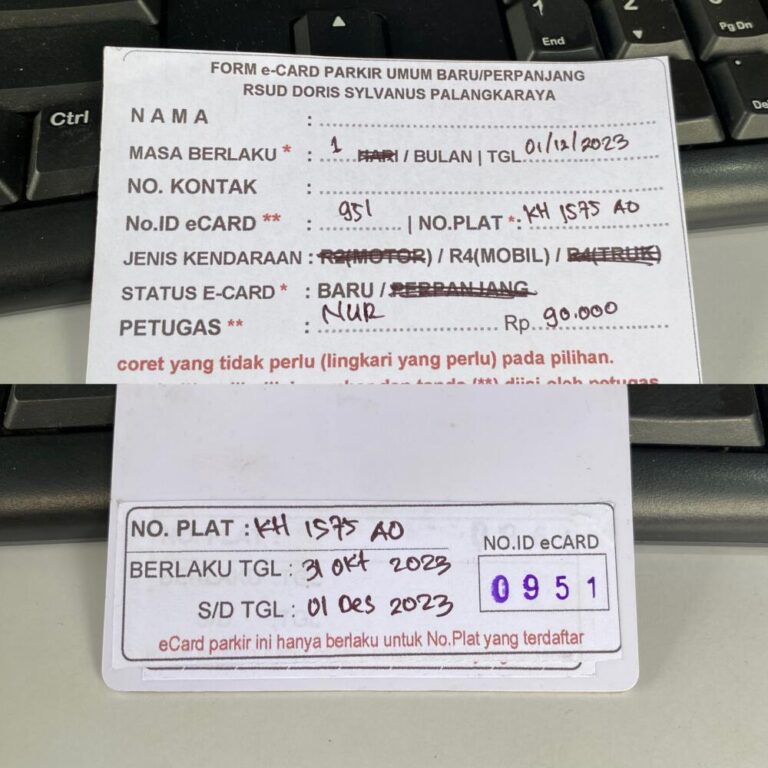 End
2
Pg Dn
Ctrl
FORM e-CARD PARKIR UMUM BARU/PERPANJANG
RSUD DORIS SYLVANUS PALANGKARAYA
NAMA :
MASA BERLAKU * : 1 HARI / BULAN | TGL 01/12/2023
NO. KONTAK :
No.ID eCARD ** : 951 | NO.PLAT *: KH 1575 AO
JENIS KENDARAAN : R2(MOTOR) / R4(MOBIL) / R4(TRUK)
STATUS E-CARD * : BARU / PERPANJANG
PETUGAS ** : NUR Rp. 90.000
coret yang tidak perlu (lingkari yang perlu) pada pilihan.
NO. PLAT : KH 1575 AO
BERLAKU TGL : 31 Okt 2023
S/D TGL : 01 Des 2023
NO.ID eCARD
0951
eCard parkir ini hanya berlaku untuk No.Plat yang terdaftar